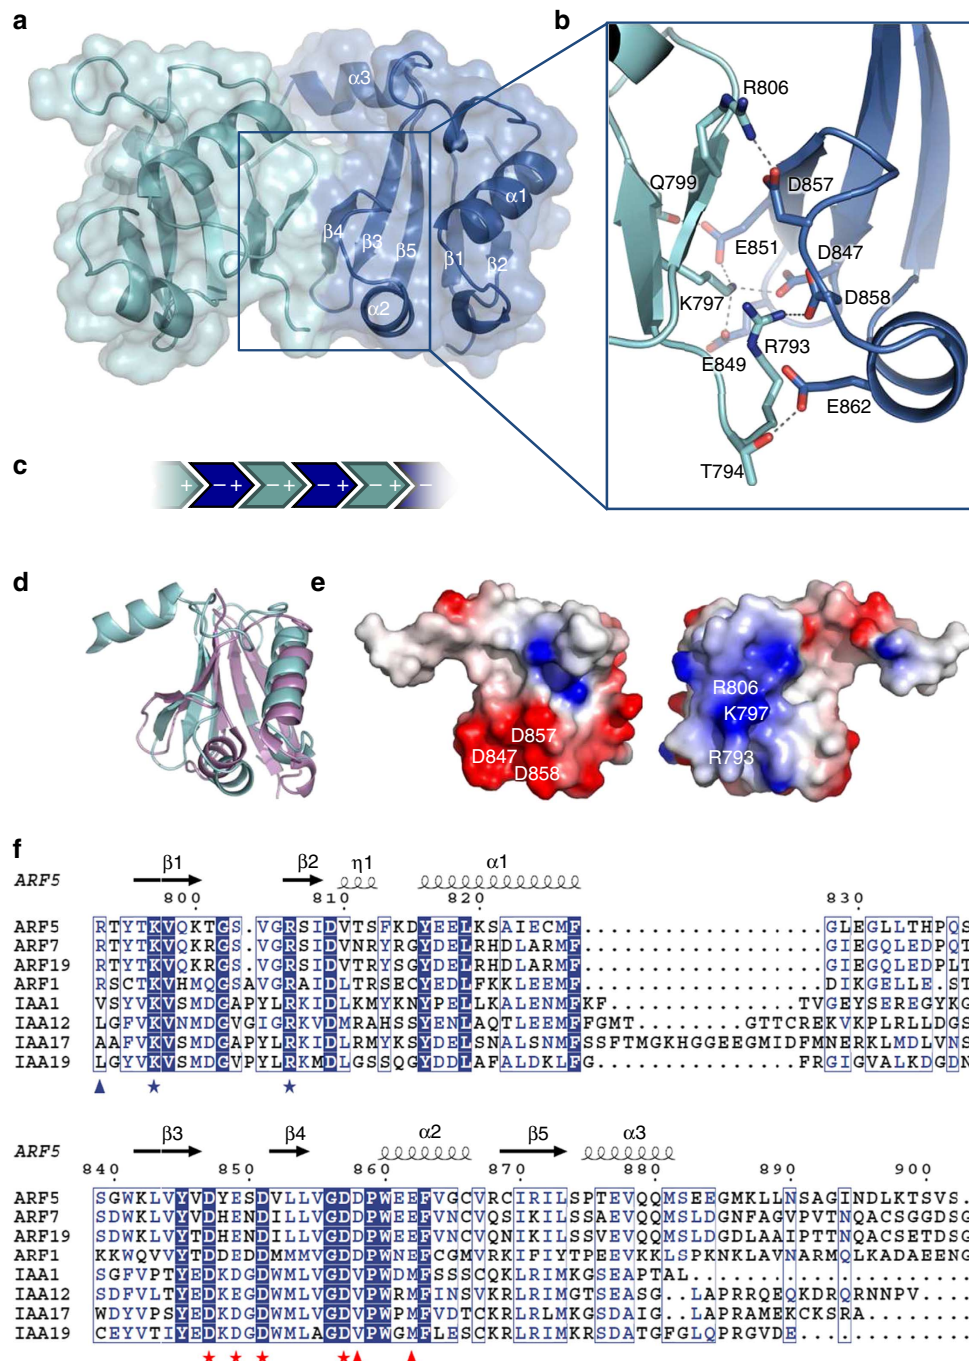 a
α3
β4
β3
β5
α1
β1
β2
α2
b
R806
Q799
D857
E851
D847
K797
D858
R793
E849
E862
T794
c
+ − + − + − + − + −
d
e
D857
D847
D858
R806
K797
R793
f
ARF5 β1 β2 η1 α1
800 810 820 830
ARF5 RTYTKVQKTGS.VGRSIDVTSFKDYEELKSAIECMF..................GLEGLLTHPQS
ARF7 RTYTKVQKRGS.VGRSIDVNRYRGYDELRHDLARMF..................GIEGQLEDPQT
ARF19 RTYTKVQKRGS.VGRSIDVTRYSGYDELRHDLARMF..................GIEGQLEDPLT
ARF1 RSCTKVHMQGSAVGRAIDLTRSECYEDLFKKLEEMF..................DIKGELLE.ST
IAA1 VSYVKVSMDGAPYLRKIDLKMYKNYPELLKALENMFKF..............TVGEYSEREGYKG
IAA12 LGFVKVNMDGVGIGRKVDMRAHSSYENLAQTLEEMFFGMT........GTTCREKVKPLRLLDGS
IAA17 AAFVKVSMDGAPYLRKIDLRMYKSYDELSNALSNMFSSFTMGKHGGEEGMIDFMNERKLMDLVNS
IAA19 LGYVKVSMDGAPYLRKMDLGSSQGYDDLAFALDKLFG...............FRGIGVALKDGDN
ARF5 β3 β4 α2 β5 α3
840 850 860 870 880 890 900
ARF5 SGWKLVYVDYESDVLLVGDDPWEEFVGCVRCIRILSPTEVQQMSEEGMKLLNSAGINDLKTSVS.
ARF7 SDWKLVYVDHENDILLVGDDPWEEFVNCVQSIKILSSAEVQQMSLDGNFAGVPVTNQACSGGDSG
ARF19 SDWKLVYTDHENDILLVGDDPWEEFVNCVQNIKILSSVEVQQMSLDGDLAAIPTTNQACSETDSG
ARF1 KKWQVVYTDDEDDMMMVGDDPWNEFCGMVRKIFIYTPEEVKKLSPKNKLAVNARMQLKADAEENG
IAA1 SGFVPTYEDKDGDWMLVGDVPWDMFSSSCQKLRIMKGSEAPTAL.....................
IAA12 SDFVLTYEDKEGDWMLVGDVPWRMFINSVKRLRIMGTSEASG..LAPRRQEQKDRQRNNPV....
IAA17 WDYVPSYEDKDGDWMLVGDVPWPMFVDTCKRLRLMKGSDAIG..LAPRAMEKCKSRA........
IAA19 CEYVTIYEDKDGDWMLAGDVPWGMFLESCKRLRIMKRSDATGFGLQPRGVDE.............